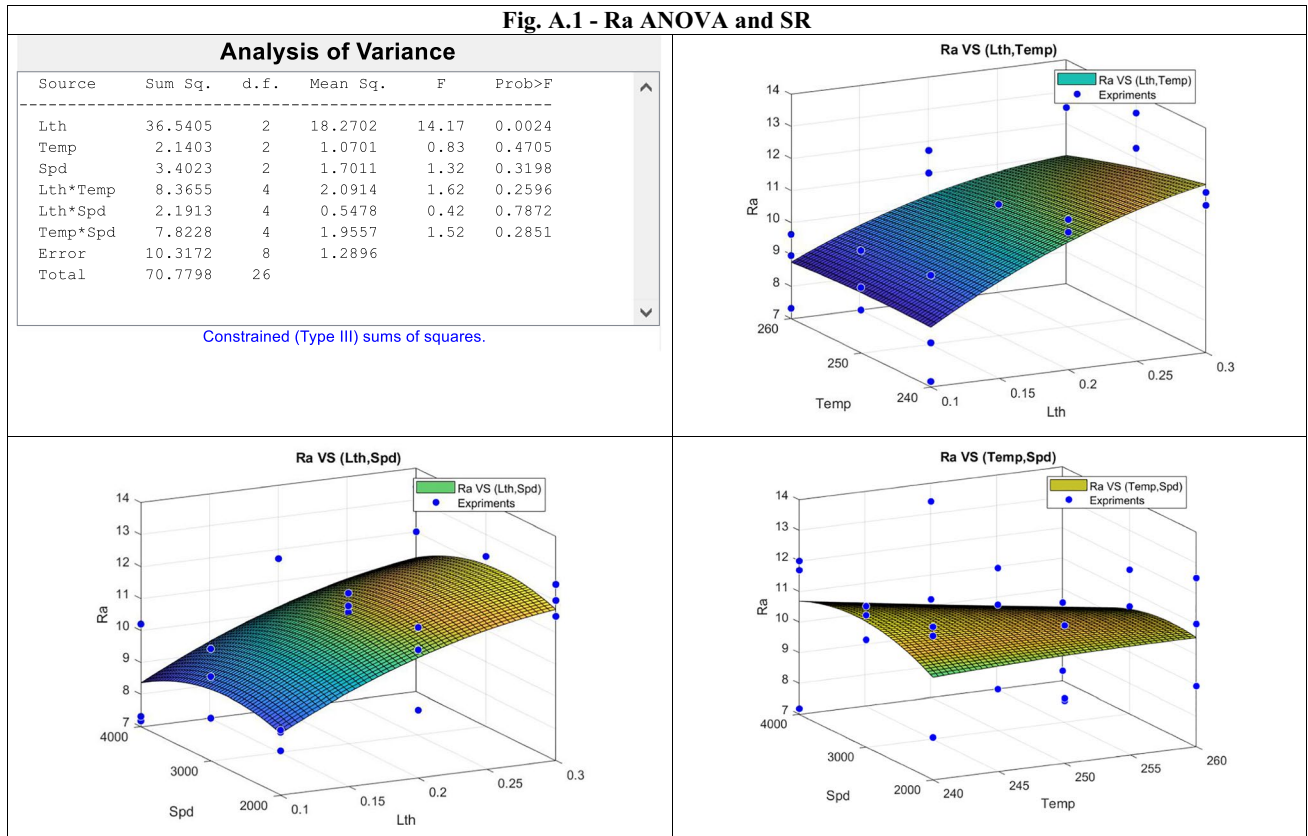 Fig. A.1 - Ra ANOVA and SR
Analysis of Variance
Source Sum Sq. d.f. Mean Sq. F Prob>F
Lth 36.5405 2 18.2702 14.17 0.0024
Temp 2.1403 2 1.0701 0.83 0.4705
Spd 3.4023 2 1.7011 1.32 0.3198
Lth*Temp 8.3655 4 2.0914 1.62 0.2596
Lth*Spd 2.1913 4 0.5478 0.42 0.7872
Temp*Spd 7.8228 4 1.9557 1.52 0.2851
Error 10.3172 8 1.2896
Total 70.7798 26
Constrained (Type III) sums of squares.
Ra VS (Lth,Temp)
Ra VS (Lth,Temp)
Expriments
14
13
12
11
10
9
8
7
Ra
260
250
240
Temp
0.1
0.15
0.2
0.25
0.3
Lth
Ra VS (Lth,Spd)
Ra VS (Lth,Spd)
Expriments
14
13
12
11
10
9
8
7
Ra
4000
3000
2000
Spd
0.1
0.15
0.2
0.25
0.3
Lth
Ra VS (Temp,Spd)
Ra VS (Temp,Spd)
Expriments
14
13
12
11
10
9
8
7
Ra
4000
3000
2000
Spd
240
245
250
255
260
Temp